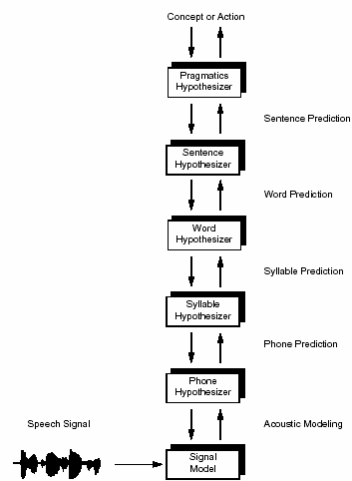 Concept or Action
Pragmatics
Hypothesizer
Sentence Prediction
Sentence
Hypothesizer
Word Prediction
Word
Hypothesizer
Syllable Prediction
Syllable
Hypothesizer
Phone Prediction
Phone
Hypothesizer
Speech Signal
Acoustic Modeling
Signal
Model